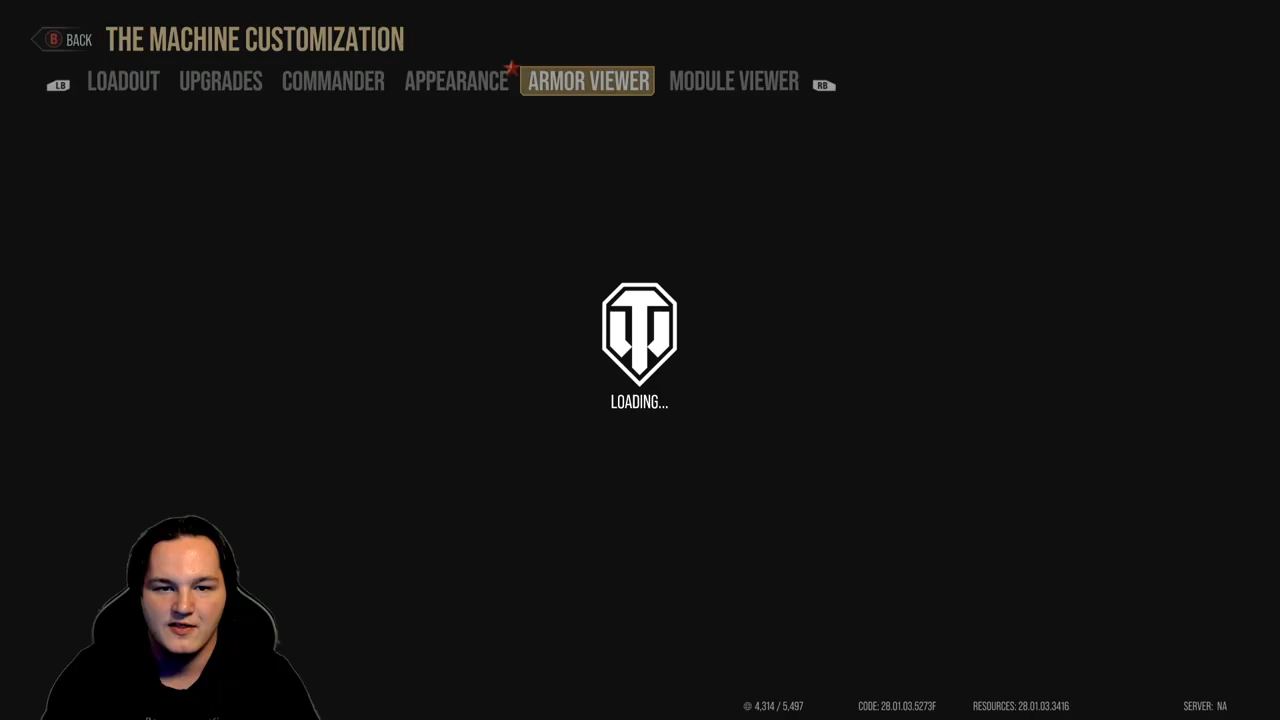 B BACK THE MACHINE CUSTOMIZATION
LB LOADOUT UPGRADES COMMANDER APPEARANCE ARMOR VIEWER MODULE VIEWER RB
LOADING...
4,314 / 5,497 CODE: 28.01.03.5273F RESOURCES: 28.01.03.3416 SERVER: NA